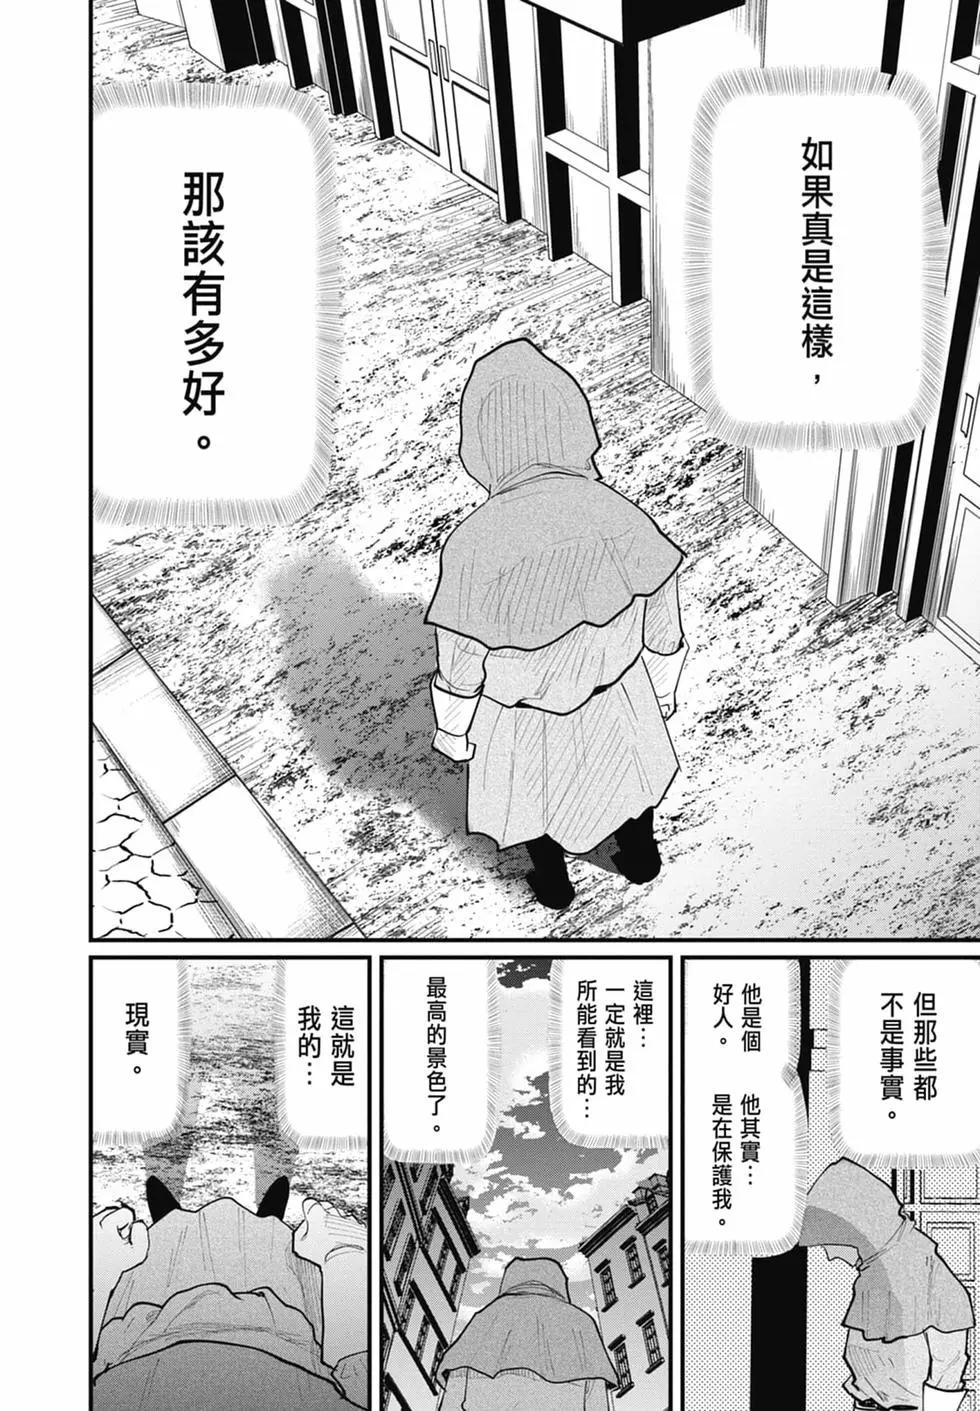 如果真是這樣，
那該有多好。
但那些都
不是事實。
他是個
好人。
他其實…
是在保護我。
這裡…
一定就是我
所能看到的…
最高的景色了。
這就是
我的…
現實。